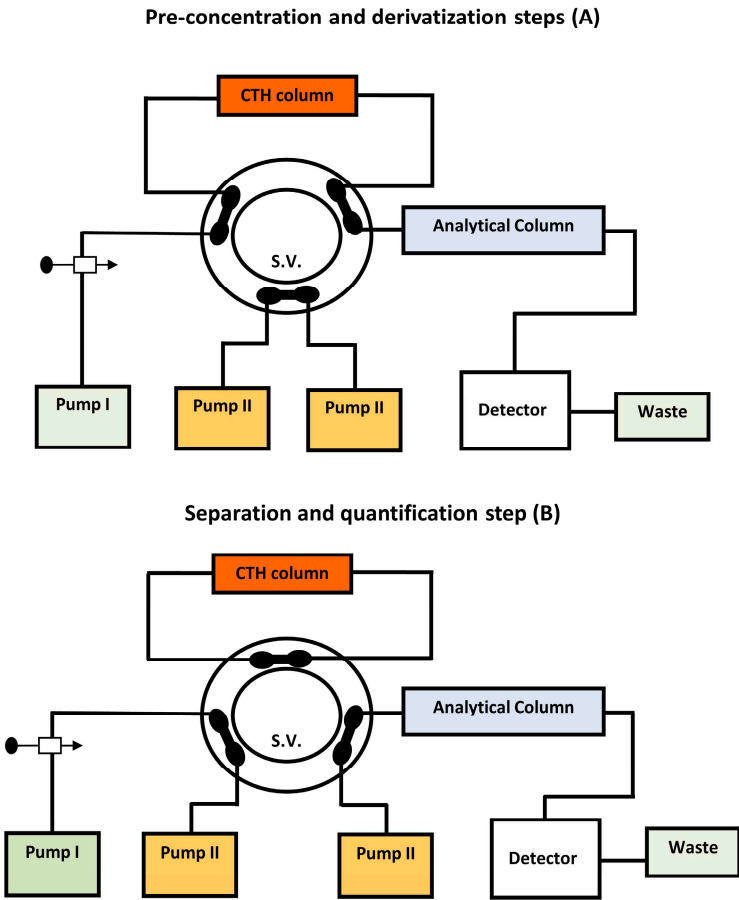 Pre-concentration and derivatization steps (A)
CTH column
Analytical Column
S.V.
Pump I
Pump II
Pump II
Detector
Waste
Separation and quantification step (B)
CTH column
Analytical Column
S.V.
Pump I
Pump II
Pump II
Detector
Waste